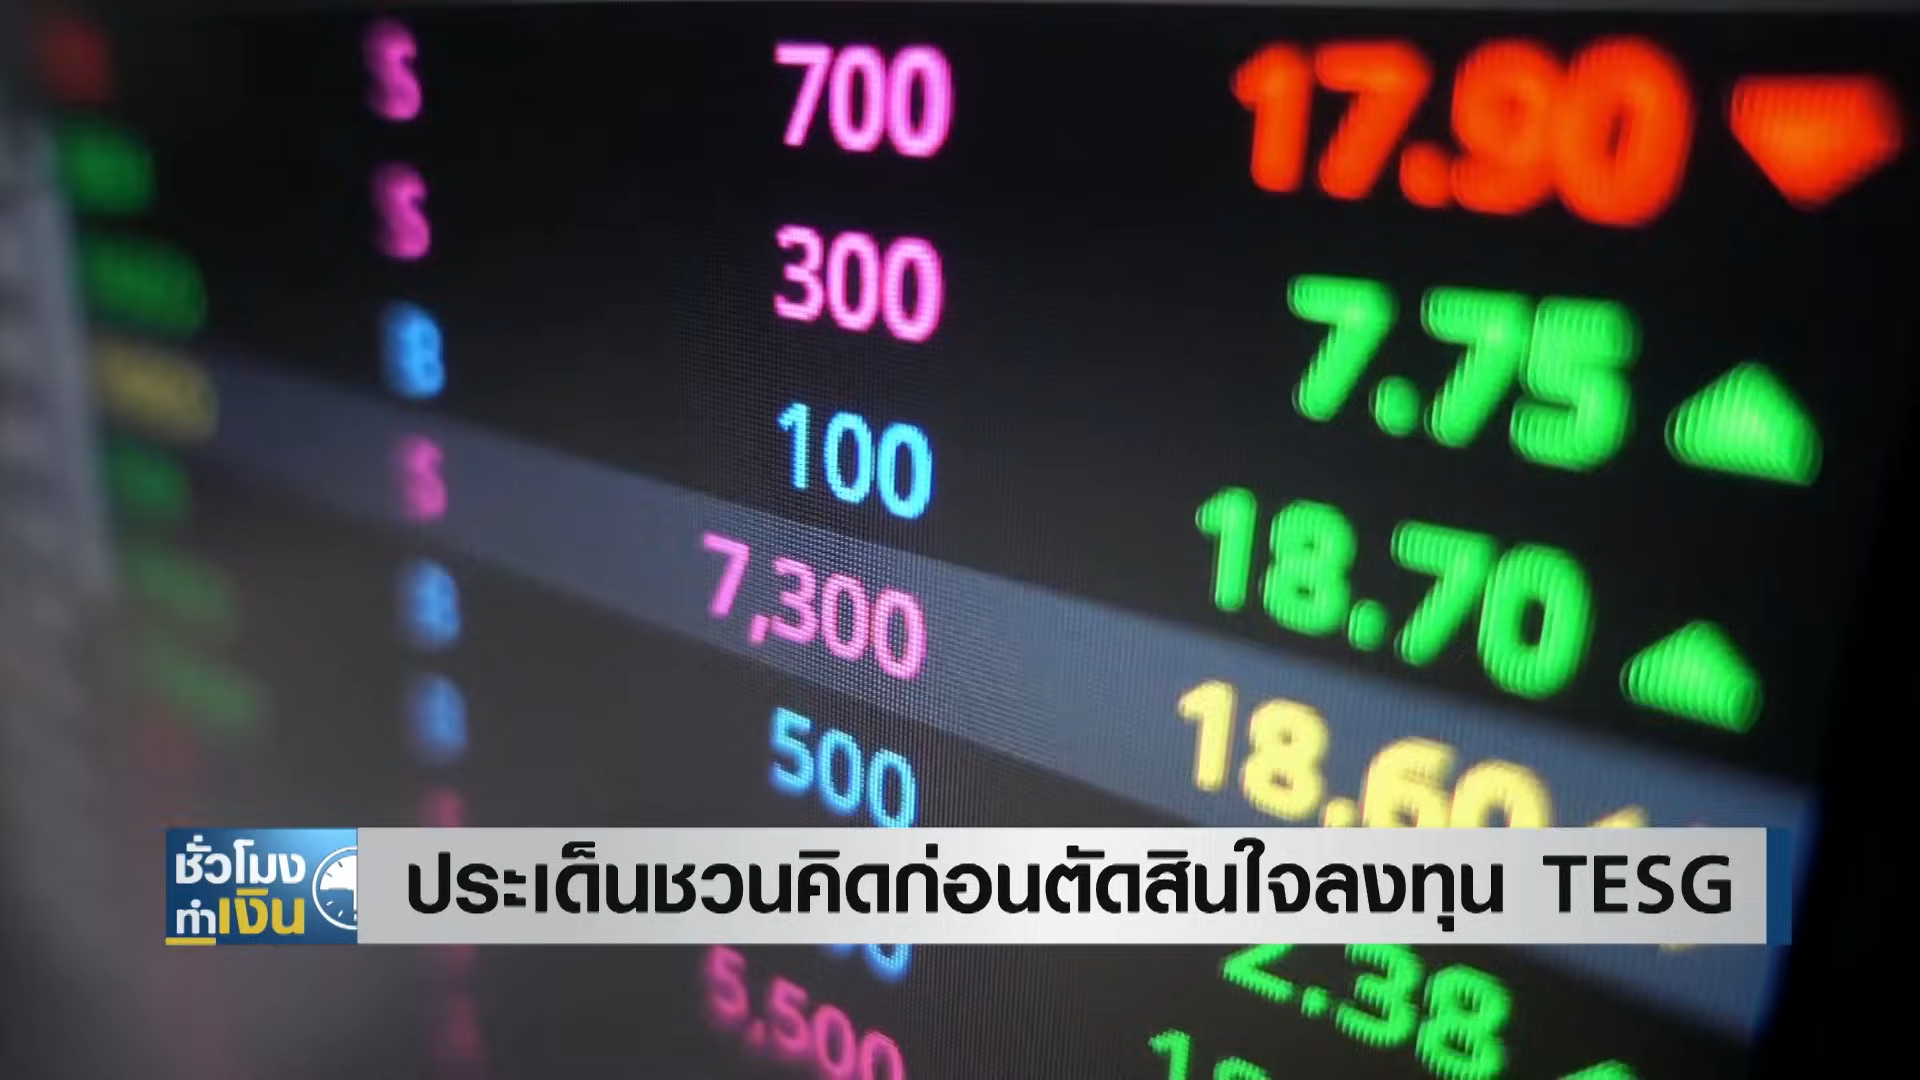 S 700 17.90
S 300 7.75
B 100 18.70
S 7,300 18.60
B 500
5,500 2.38
ชั่วโมง
ทำเงิน
ประเด็นชวนคิดก่อนตัดสินใจลงทุน TESG